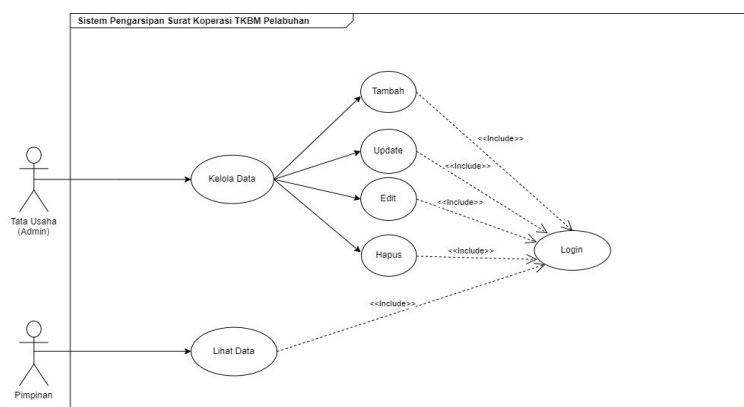 Sistem Pengarsipan Surat Koperasi TKBM Pelabuhan
Tambah
<<Include>>
Update
<<Include>>
Kelola Data
Edit
<<Include>>
Tata Usaha
(Admin)
Hapus
<<Include>>
Login
<<Include>>
Lihat Data
Pimpinan